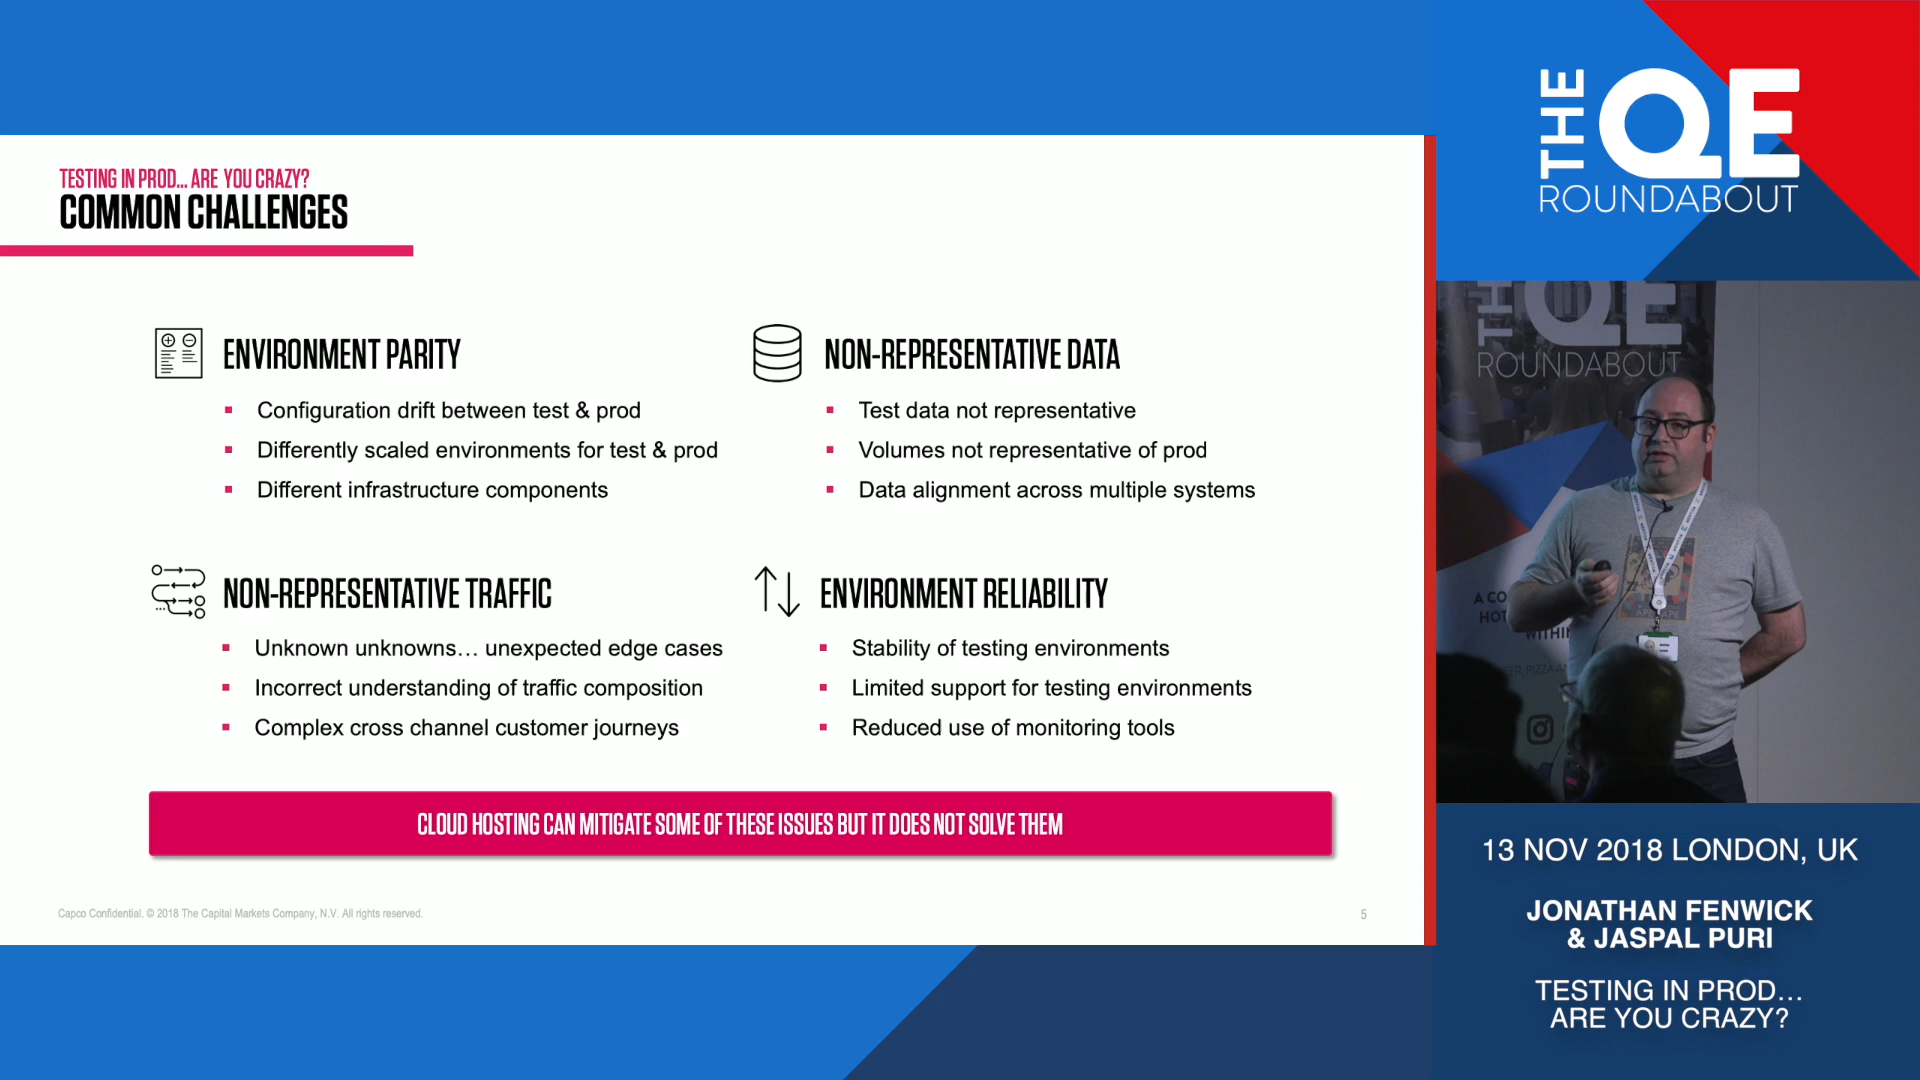 TESTING IN PROD... ARE YOU CRAZY?
COMMON CHALLENGES
ENVIRONMENT PARITY
Configuration drift between test & prod
Differently scaled environments for test & prod
Different infrastructure components
NON-REPRESENTATIVE DATA
Test data not representative
Volumes not representative of prod
Data alignment across multiple systems
NON-REPRESENTATIVE TRAFFIC
Unknown unknowns... unexpected edge cases
Incorrect understanding of traffic composition
Complex cross channel customer journeys
ENVIRONMENT RELIABILITY
Stability of testing environments
Limited support for testing environments
Reduced use of monitoring tools
CLOUD HOSTING CAN MITIGATE SOME OF THESE ISSUES BUT IT DOES NOT SOLVE THEM
Capco Confidential. © 2018 The Capital Markets Company, N.V. All rights reserved.
5
THE QE
ROUNDABOUT
QE
ROUNDABOUT
A CO
HOT
WITHIN
PIZZA
13 NOV 2018 LONDON, UK
JONATHAN FENWICK
& JASPAL PURI
TESTING IN PROD...
ARE YOU CRAZY?